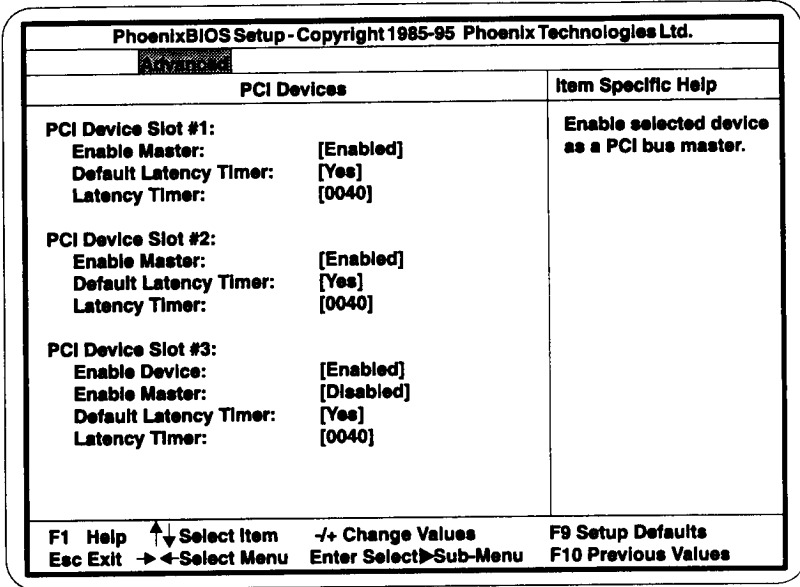 PhoenixBIOS Setup - Copyright 1985-95 Phoenix Technologies Ltd.
Advanced
PCI Devices
Item Specific Help
PCI Device Slot #1:
Enable Master: [Enabled]
Default Latency Timer: [Yes]
Latency Timer: [0040]
PCI Device Slot #2:
Enable Master: [Enabled]
Default Latency Timer: [Yes]
Latency Timer: [0040]
PCI Device Slot #3:
Enable Device: [Enabled]
Enable Master: [Disabled]
Default Latency Timer: [Yes]
Latency Timer: [0040]
Enable selected device
as a PCI bus master.
F1 Help ↑↓ Select Item -/+ Change Values F9 Setup Defaults
Esc Exit →← Select Menu Enter Select▶Sub-Menu F10 Previous Values